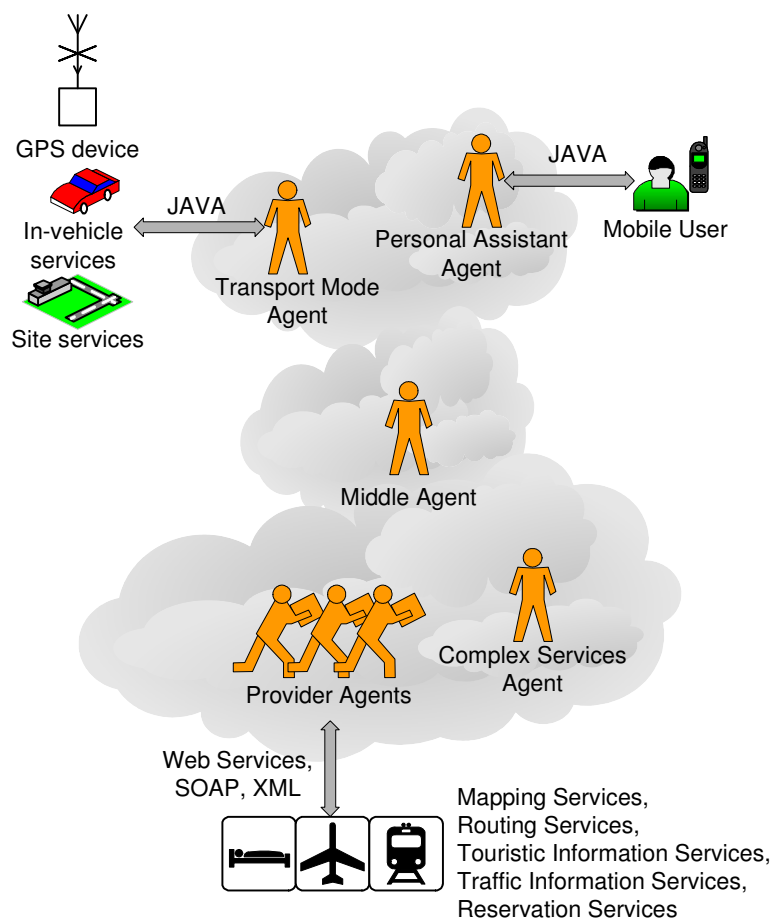 GPS device
In-vehicle
services
Site services
JAVA
Transport Mode
Agent
Personal Assistant
Agent
JAVA
Mobile User
Middle Agent
Provider Agents
Complex Services
Agent
Web Services,
SOAP, XML
Mapping Services,
Routing Services,
Touristic Information Services,
Traffic Information Services,
Reservation Services